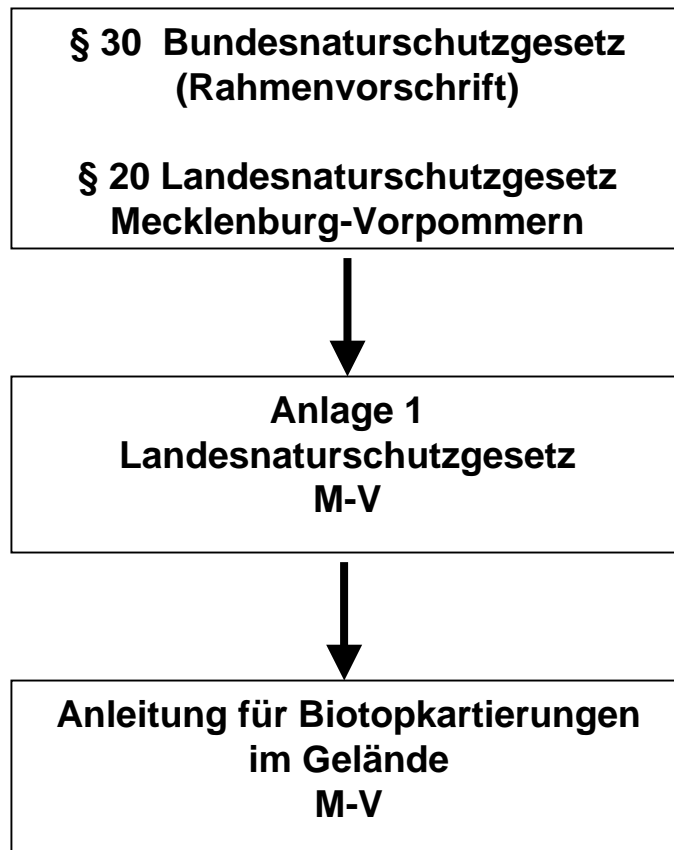 § 30 Bundesnaturschutzgesetz
(Rahmenvorschrift)
§ 20 Landesnaturschutzgesetz
Mecklenburg-Vorpommern
Anlage 1
Landesnaturschutzgesetz
M-V
Anleitung für Biotopkartierungen
im Gelände
M-V